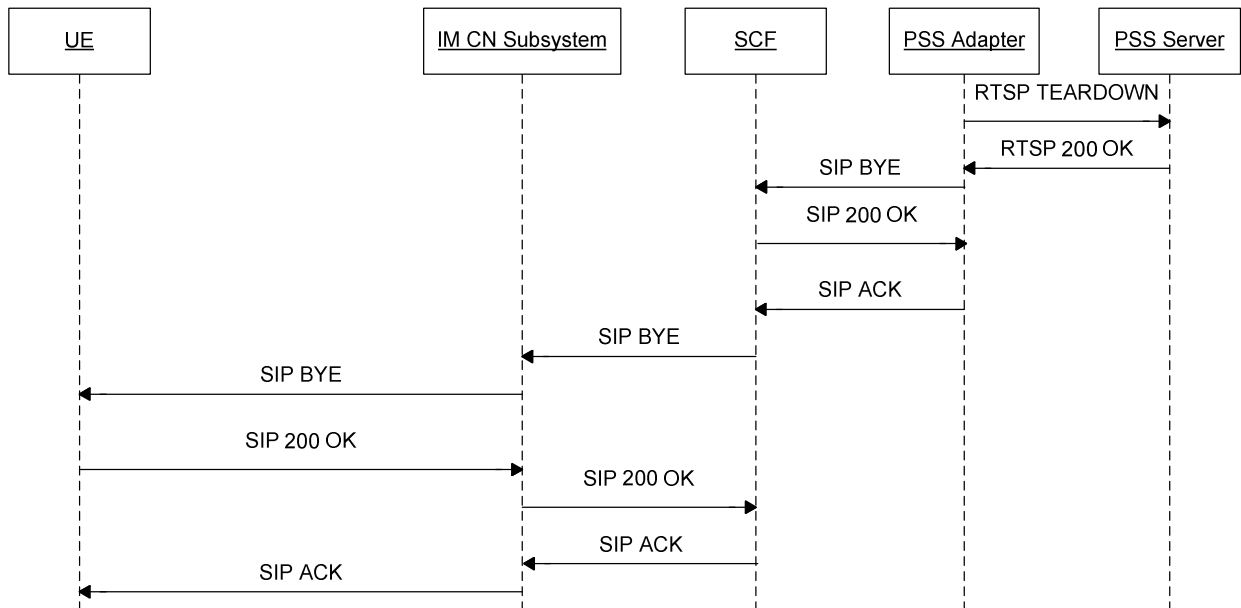 UE
IM CN Subsystem
SCF
PSS Adapter
PSS Server
RTSP TEARDOWN
RTSP 200 OK
SIP BYE
SIP 200 OK
SIP ACK
SIP BYE
SIP BYE
SIP 200 OK
SIP 200 OK
SIP ACK
SIP ACK